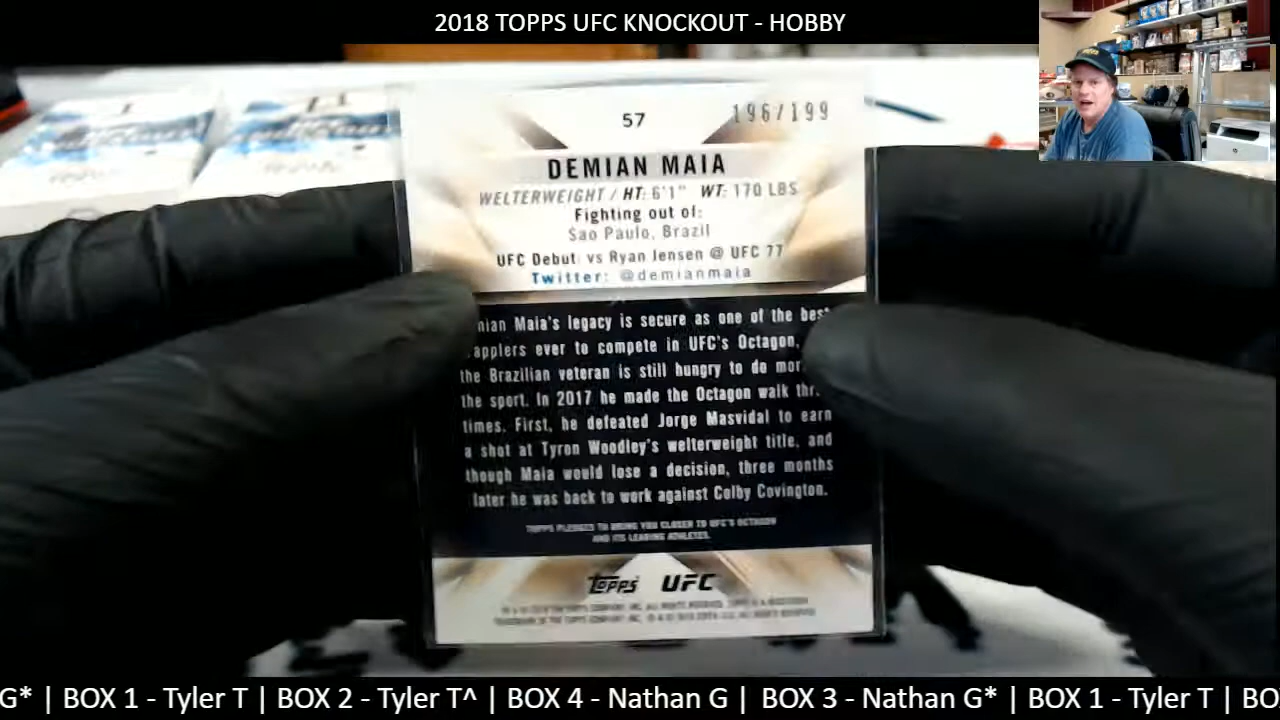 2018 TOPPS UFC KNOCKOUT - HOBBY
57
196/199
DEMIAN MAIA
WELTERWEIGHT / HT: 6'1" WT: 170 LBS
Fighting out of:
Sao Paulo, Brazil
UFC Debut: vs Ryan Jensen @ UFC 77
Twitter: @demianmaia
Maia's legacy is secure as one of the best
ever to compete in UFC's Octagon,
the Brazilian veteran is still hungry to do
the sport. In 2017 he made the Octagon walk
times. First, he defeated Jorge Masvidal to earn
a shot at Tyron Woodley's welterweight title, and
though Maia would lose a decision, three months
later he was back to work against Colby Covington.
TOPPS PLEDGES TO BRING YOU CLOSER TO UFC'S OCTAGON
AND ITS LEADING ATHLETES.
TOPPS UFC
G* | BOX 1 - Tyler T | BOX 2 - Tyler T^ | BOX 4 - Nathan G | BOX 3 - Nathan G* | BOX 1 - Tyler T | BO